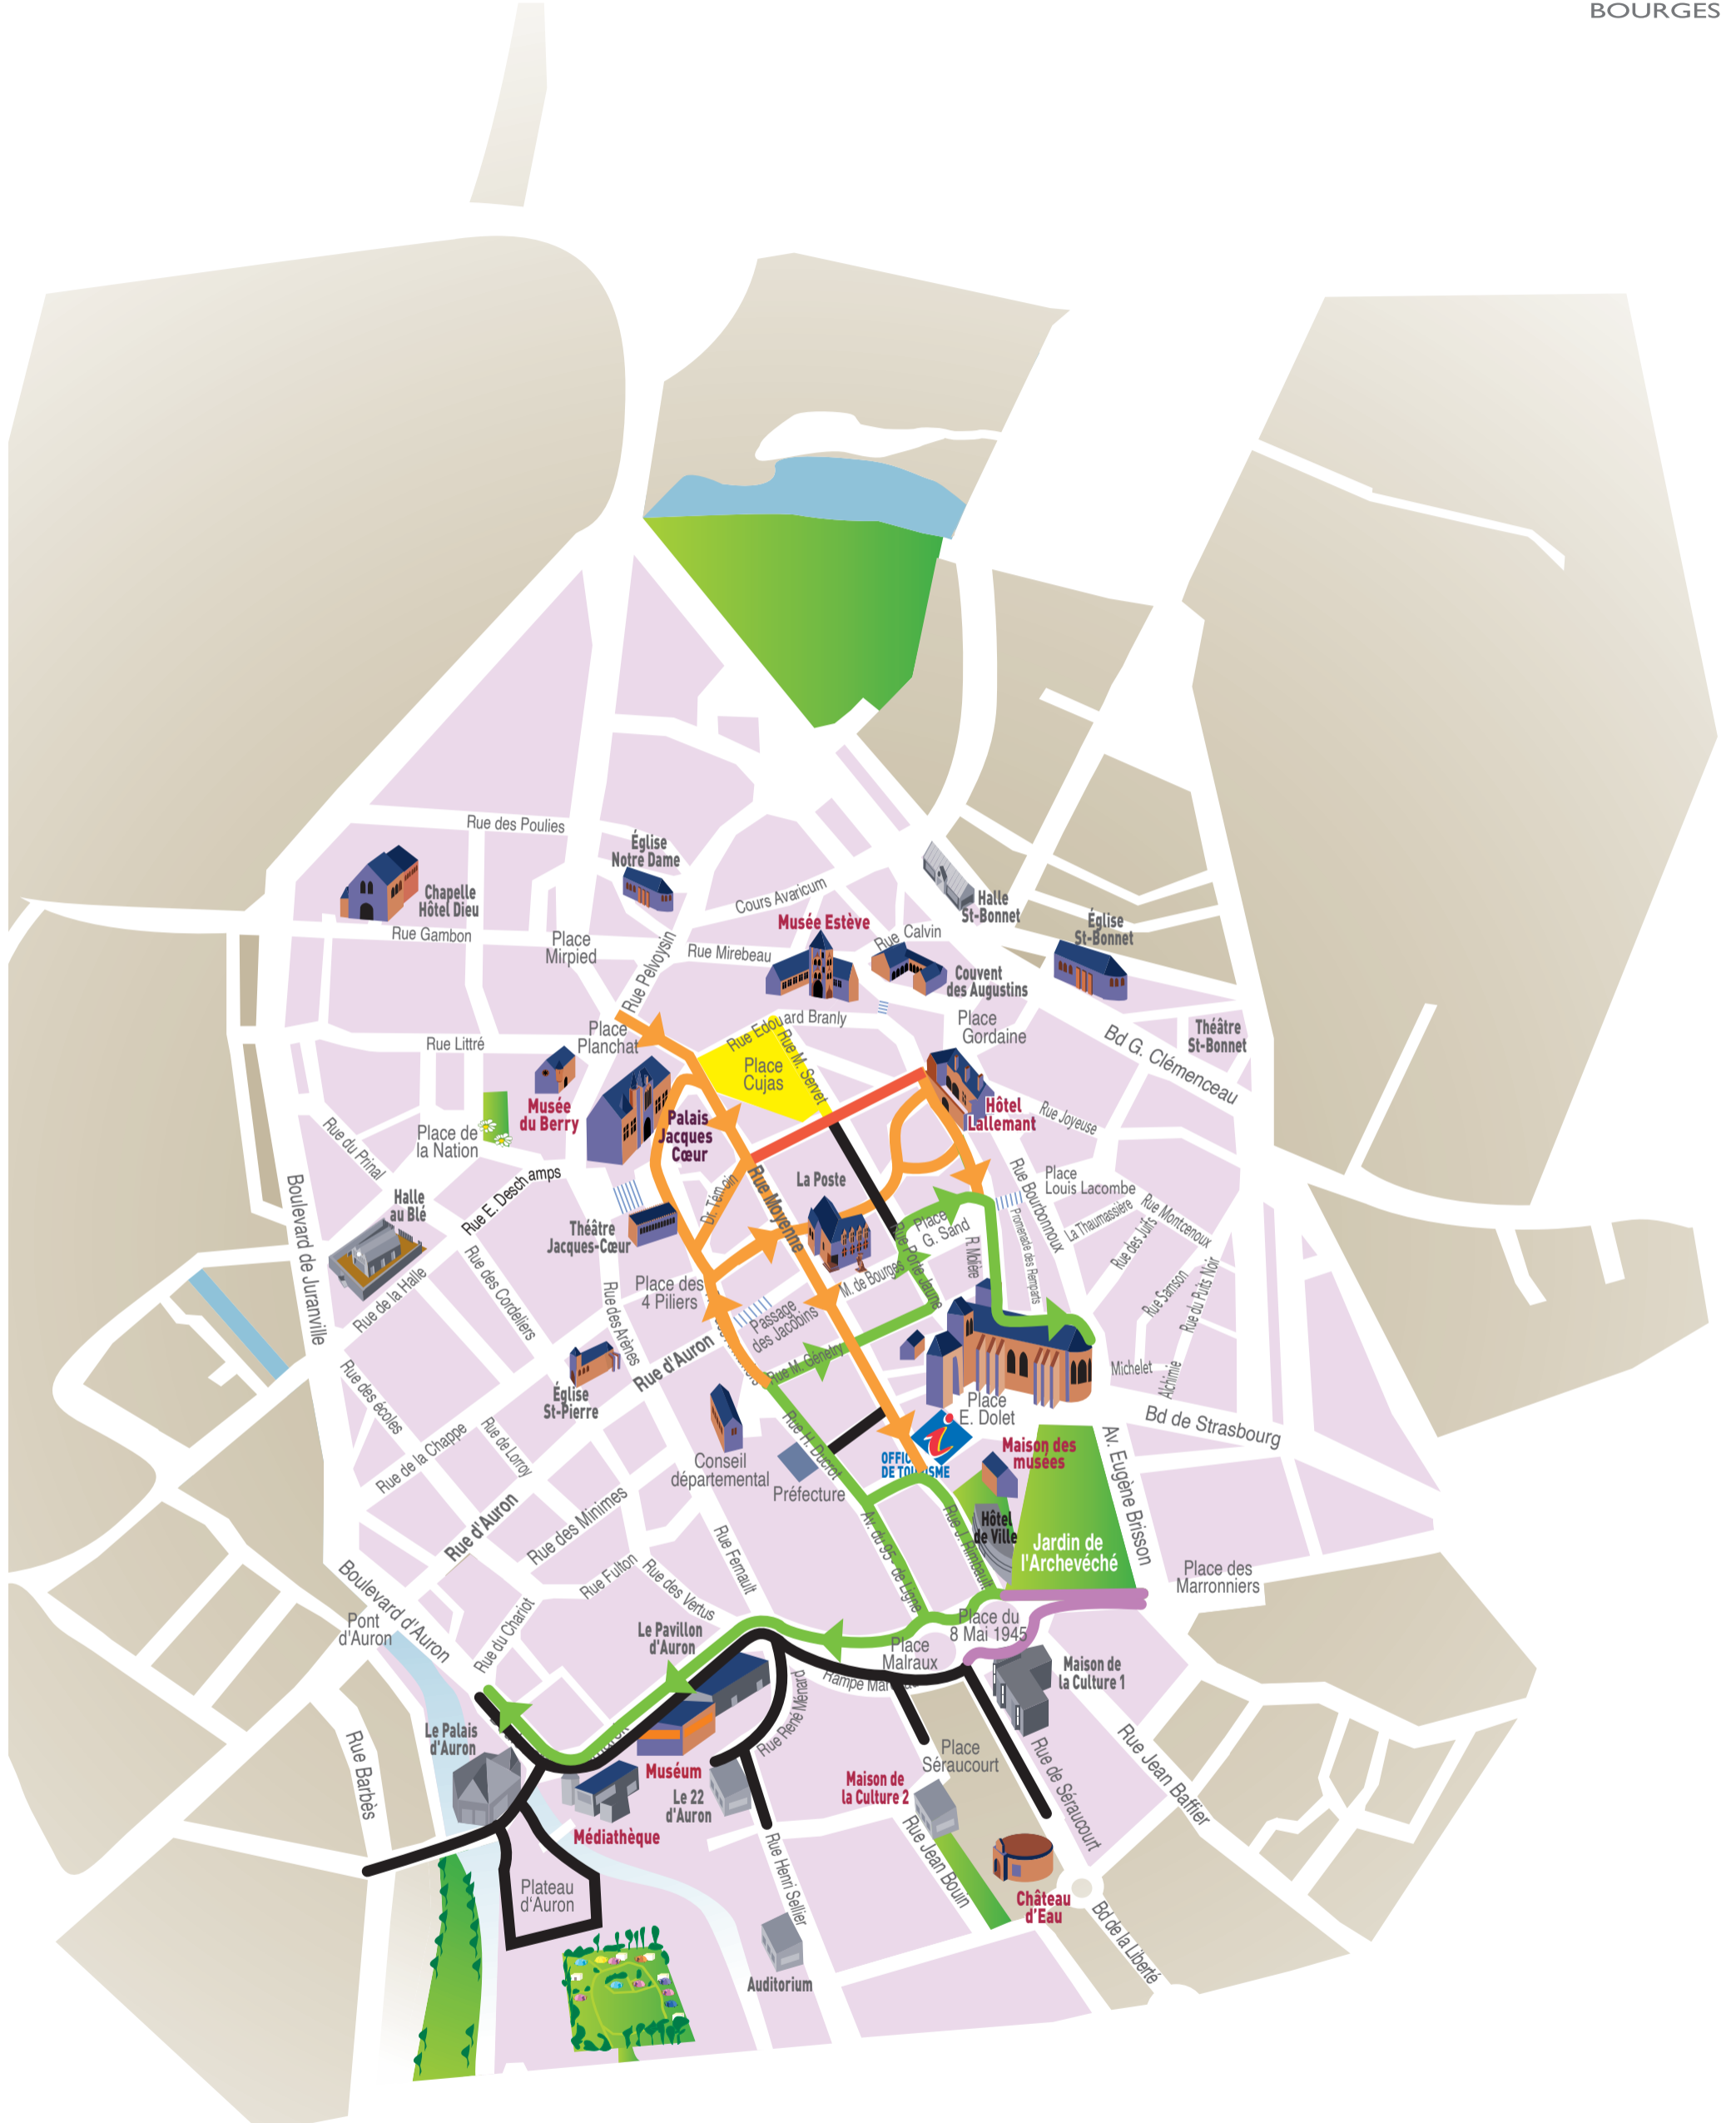 BOURGES
Rue des Poulies
Église
Notre Dame
Chapelle
Hôtel Dieu
Cours Avaricum
Halle
St-Bonnet
Église
St-Bonnet
Musée Estève
Rue Gambon
Place
Mirpied
Rue Pelvoysin
Rue Mirebeau
Rue Calvin
Couvent
des Augustins
Rue Edouard Branly
Place
Gordaine
Bd G. Clémenceau
Théâtre
St-Bonnet
Rue Littré
Place
Planchat
Place
Cujas
Rue M. Servet
Musée
du Berry
Palais
Jacques
Cœur
Hôtel
Lallemant
Rue Joyeuse
Rue du Prinal
Place de
la Nation
Rue E. Deschamps
Boulevard de Juranville
Halle
au Blé
Dr. Témoin
Rue Moyenne
La Poste
Rue Bourbonnoux
Place
Louis Lacombe
La Thaumassière
Rue Montcenoux
Rue des Juifs
Théâtre
Jacques-Cœur
Place
G. Sand
Rue Porte Jaune
R. Molière
Promenade des Remparts
Rue Samson
Rue du Puits Noir
Rue de la Halle
Rue des Cordeliers
Rue des Arènes
Place des
4 Piliers
Passage
des Jacobins
M. de Bourges
Rue d'Auron
Rue M. Genetry
Michelet
Alchimie
Rue des écoles
Église
St-Pierre
Place
E. Dolet
Bd de Strasbourg
Rue de la Chappe
Rue de Lorroy
Conseil
départemental
Rue H. Ducrot
Préfecture
OFFICE
DE TOURISME
Maison des
musées
Av. Eugène Brisson
Rue d'Auron
Rue des Minimes
Rue Fernault
Av. du 95e de Ligne
Rue J. Rimbault
Hôtel
de Ville
Jardin de
l'Archevéché
Place des
Marronniers
Boulevard d'Auron
Pont
d'Auron
Rue Fulton
Rue des Vertus
Rue du Chariot
Le Pavillon
d'Auron
Place du
8 Mai 1945
Place
Malraux
Maison de
la Culture 1
Rue Barbès
Le Palais
d'Auron
Rue René Ménard
Place
Séraucourt
Rue de Séraucourt
Rue Jean Baffier
Muséum
Le 22
d'Auron
Maison de
la Culture 2
Médiathèque
Rue Henri Sellier
Rue Jean Bouin
Plateau
d'Auron
Château
d'Eau
Bd de la Liberté
Auditorium